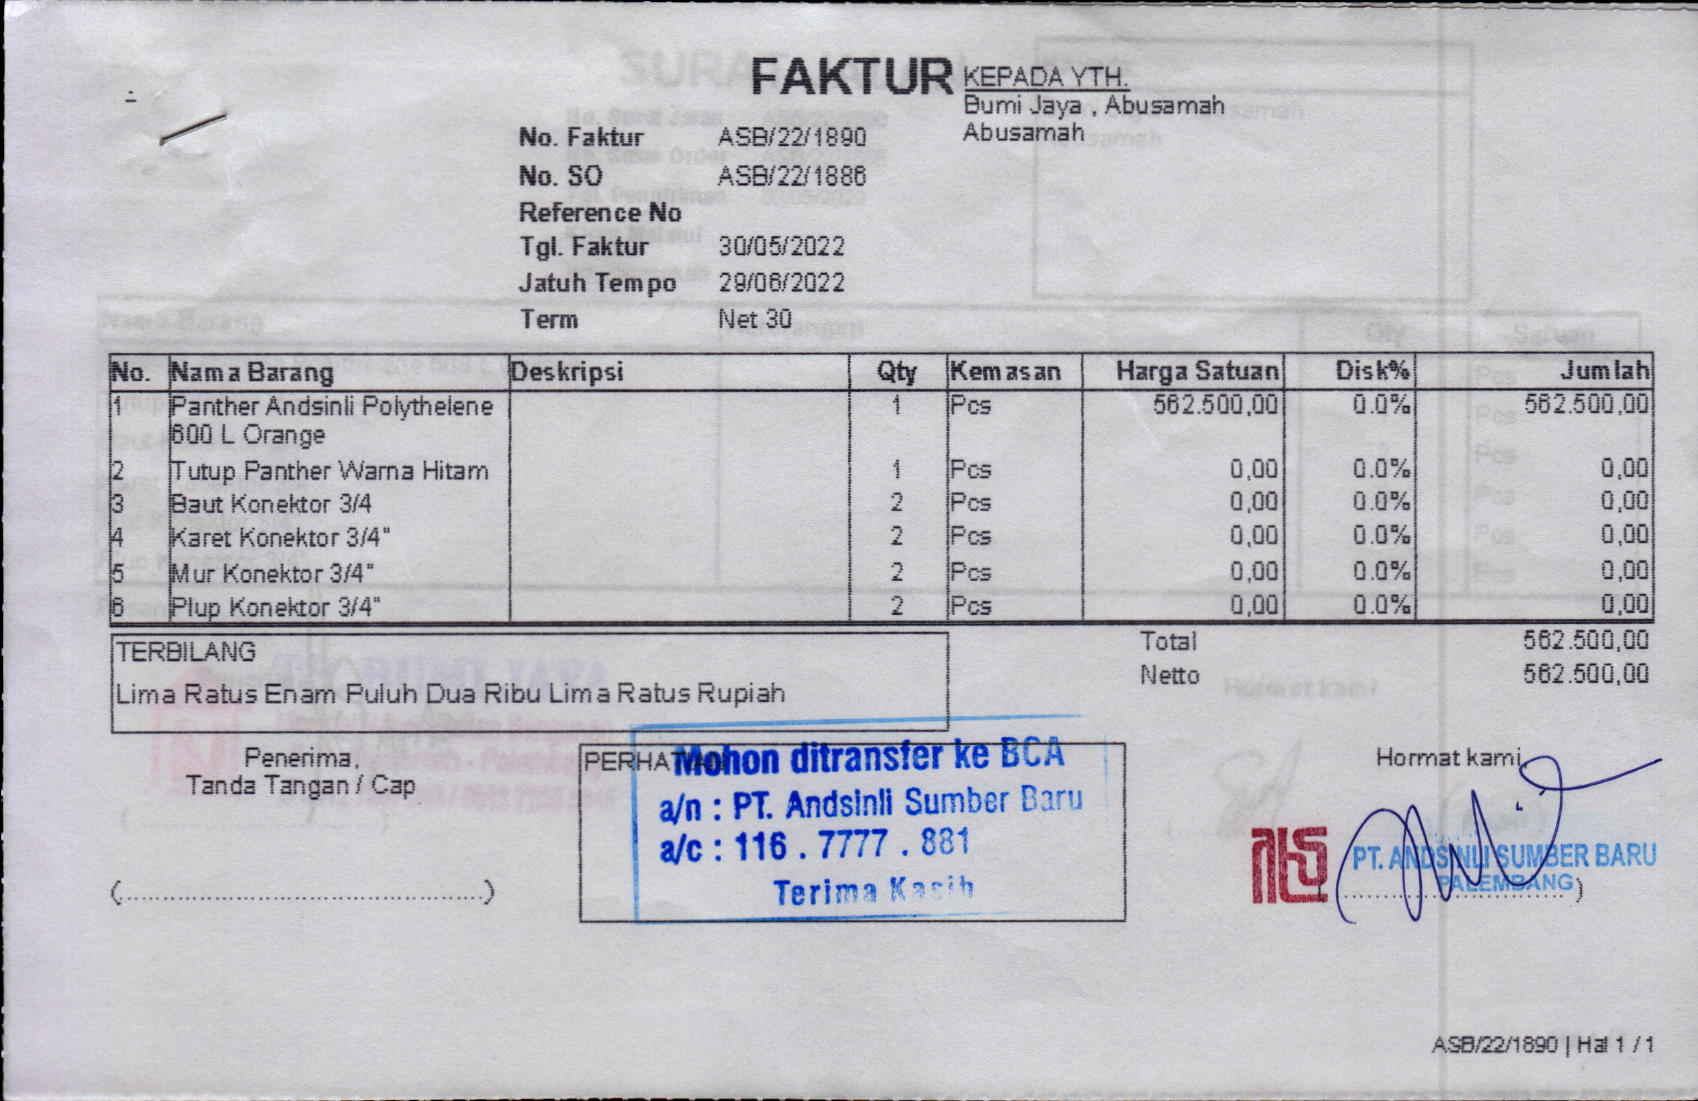 FAKTUR
KEPADA YTH.
Bumi Jaya , Abusamah
Abusamah
No. Faktur ASB/22/1890
No. SO ASB/22/1886
Reference No
Tgl. Faktur 30/05/2022
Jatuh Tempo 29/06/2022
Term Net 30
No. Nama Barang Deskripsi Qty Kemasan Harga Satuan Disk% Jumlah
1 Panther Andsinli Polythelene 1 Pcs 562.500,00 0.0% 562.500,00
600 L Orange
2 Tutup Panther Warna Hitam 1 Pcs 0,00 0.0% 0,00
3 Baut Konektor 3/4 2 Pcs 0,00 0.0% 0,00
4 Karet Konektor 3/4" 2 Pcs 0,00 0.0% 0,00
5 Mur Konektor 3/4" 2 Pcs 0,00 0.0% 0,00
6 Plup Konektor 3/4" 2 Pcs 0,00 0.0% 0,00
Total 562.500,00
Netto 562.500,00
TERBILANG
Lima Ratus Enam Puluh Dua Ribu Lima Ratus Rupiah
Penerima,
Tanda Tangan / Cap
(...............................................)
PERHATIAN
Mohon ditransfer ke BCA
a/n : PT. Andsinli Sumber Baru
a/c : 116 . 7777 . 881
Terima Kasih
Hormat kami,
PT. ANDSINLI SUMBER BARU
PALEMBANG
ASB/22/1890 | Hal 1 / 1